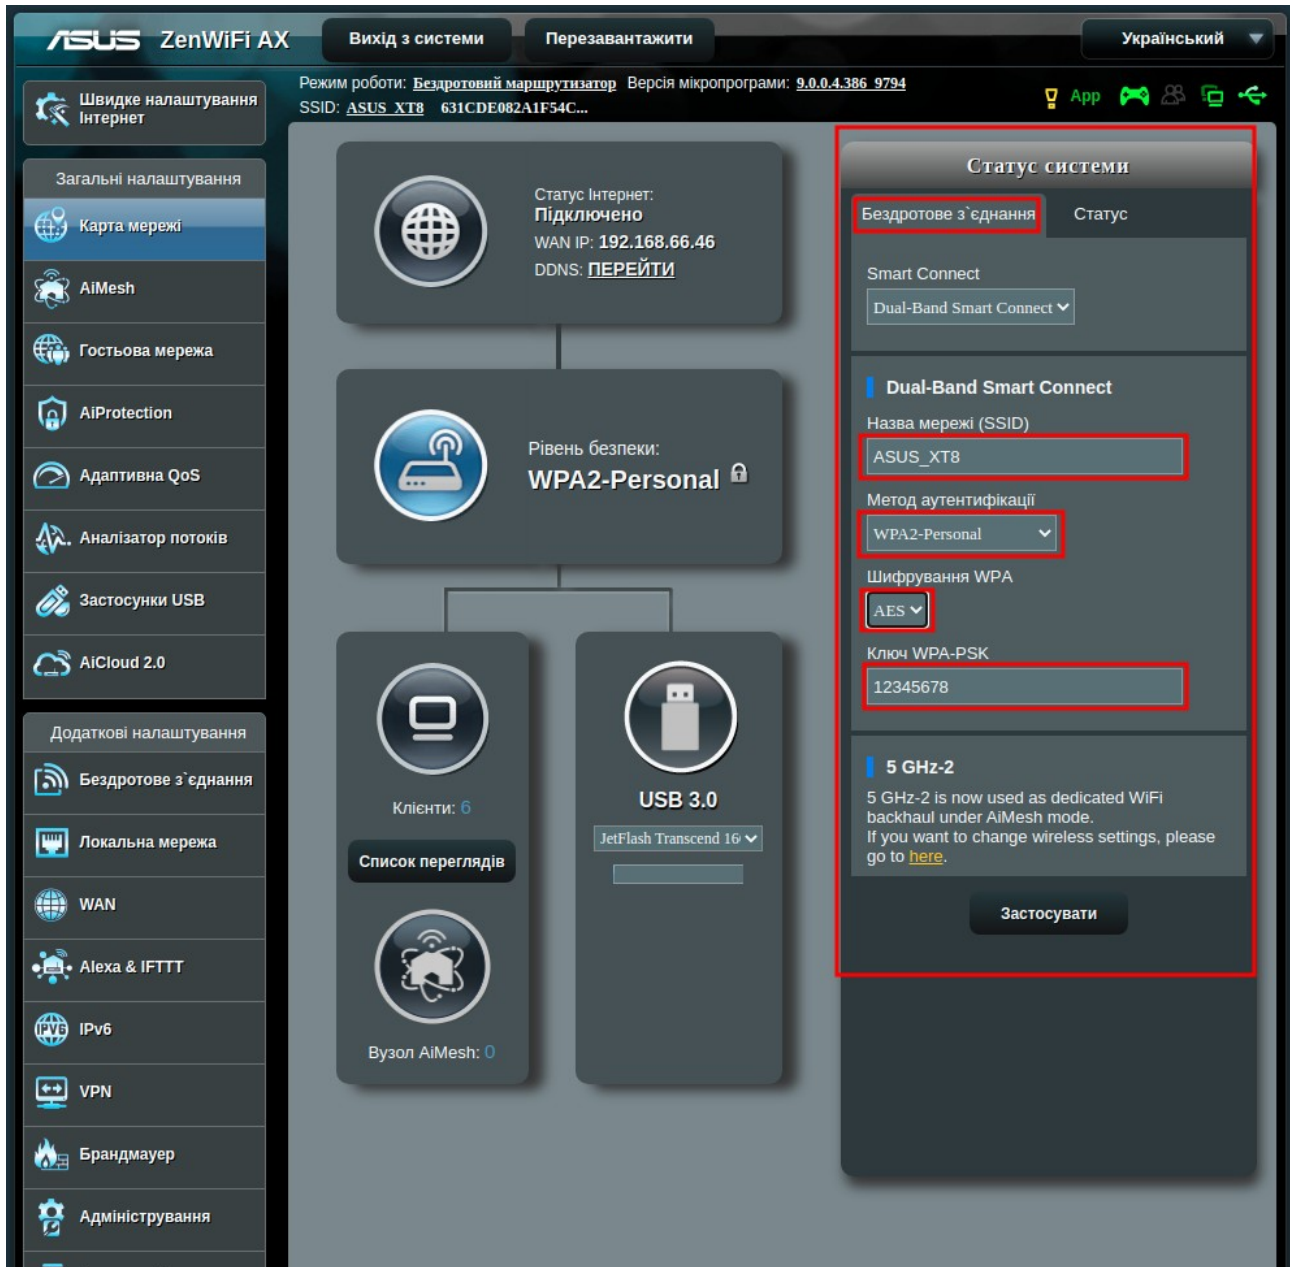 ASUS ZenWiFi AX Вихід з системи Перезавантажити Український
Режим роботи: Бездротовий маршрутизатор Версія мікропрограми: 9.0.0.4.386_9794
SSID: ASUS_XT8 631CDE082A1F54C...
App
Швидке налаштування
Інтернет
Загальні налаштування
Карта мережі
AiMesh
Гостьова мережа
AiProtection
Адаптивна QoS
Аналізатор потоків
Застосунки USB
AiCloud 2.0
Додаткові налаштування
Бездротове з`єднання
Локальна мережа
WAN
Alexa & IFTTT
IPv6
VPN
Брандмауер
Адміністрування
Статус Інтернет:
Підключено
WAN IP: 192.168.66.46
DDNS: ПЕРЕЙТИ
Рівень безпеки:
WPA2-Personal
Клієнти: 6
Список переглядів
Вузол AiMesh: 0
USB 3.0
JetFlash Transcend 16
Статус системи
Бездротове з`єднання Статус
Smart Connect
Dual-Band Smart Connect
Dual-Band Smart Connect
Назва мережі (SSID)
ASUS_XT8
Метод аутентифікації
WPA2-Personal
Шифрування WPA
AES
Ключ WPA-PSK
12345678
5 GHz-2
5 GHz-2 is now used as dedicated WiFi
backhaul under AiMesh mode.
If you want to change wireless settings, please
go to here.
Застосувати